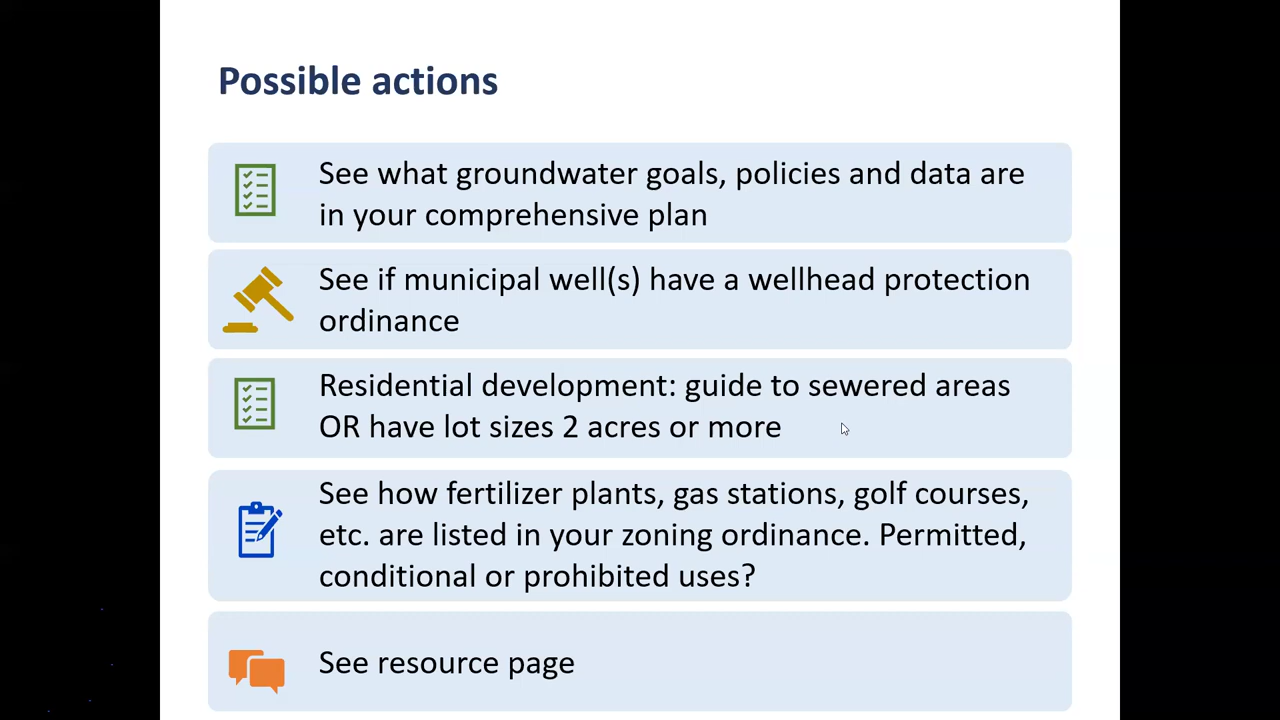 Possible actions
See what groundwater goals, policies and data are
in your comprehensive plan
See if municipal well(s) have a wellhead protection
ordinance
Residential development: guide to sewered areas
OR have lot sizes 2 acres or more
See how fertilizer plants, gas stations, golf courses,
etc. are listed in your zoning ordinance. Permitted,
conditional or prohibited uses?
See resource page